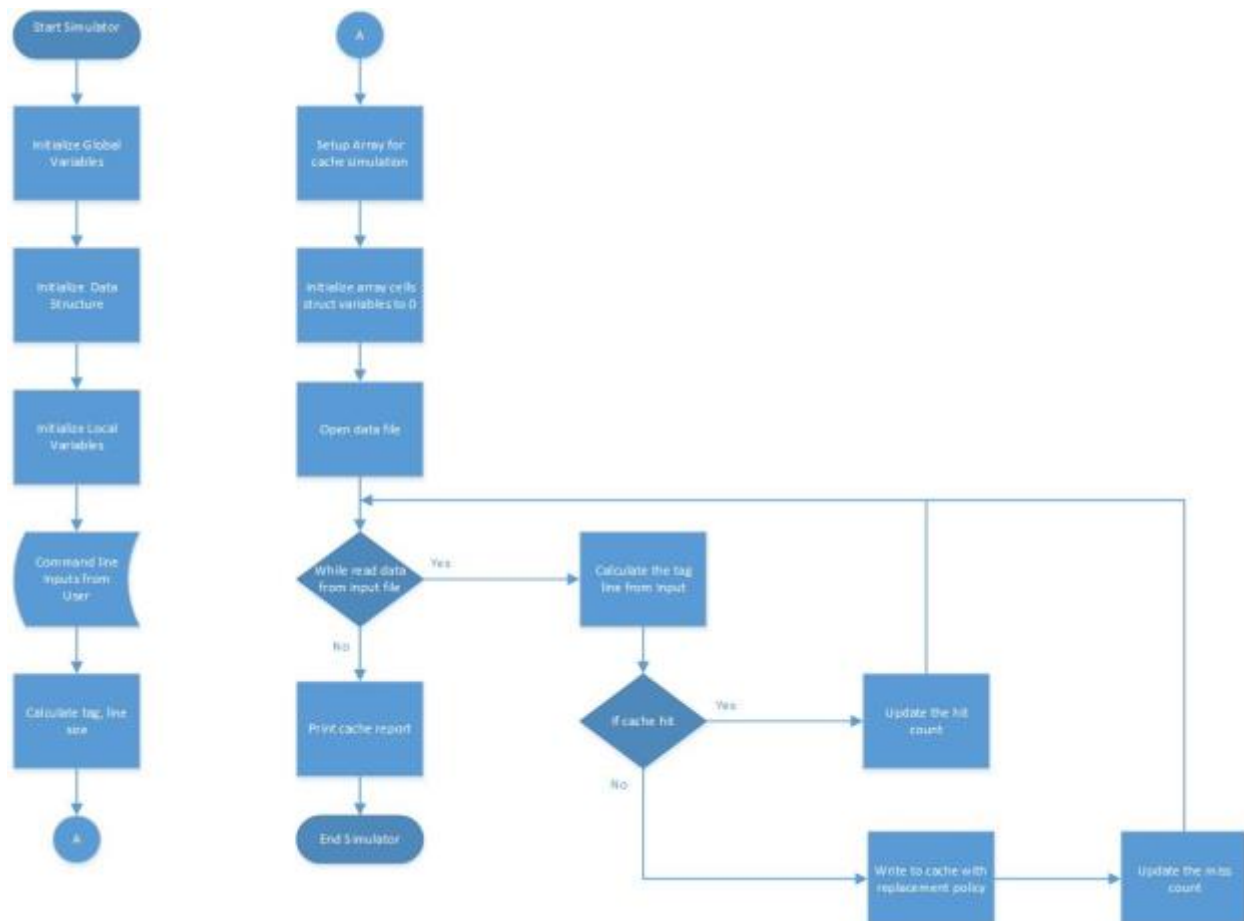 Start Simulator
Initialize Global
Variables
Initialize Data
Structure
Initialize Local
Variables
Command line
Inputs from
User
Calculate tag, line
size
A
A
Setup Array for
cache simulation
Initialize array cells
struct variables to 0
Open data file
While read data
from input file
Yes
No
Print cache report
End Simulator
Calculate the tag
line from input
If cache hit
Yes
No
Update the hit
count
Write to cache with
replacement policy
Update the miss
count